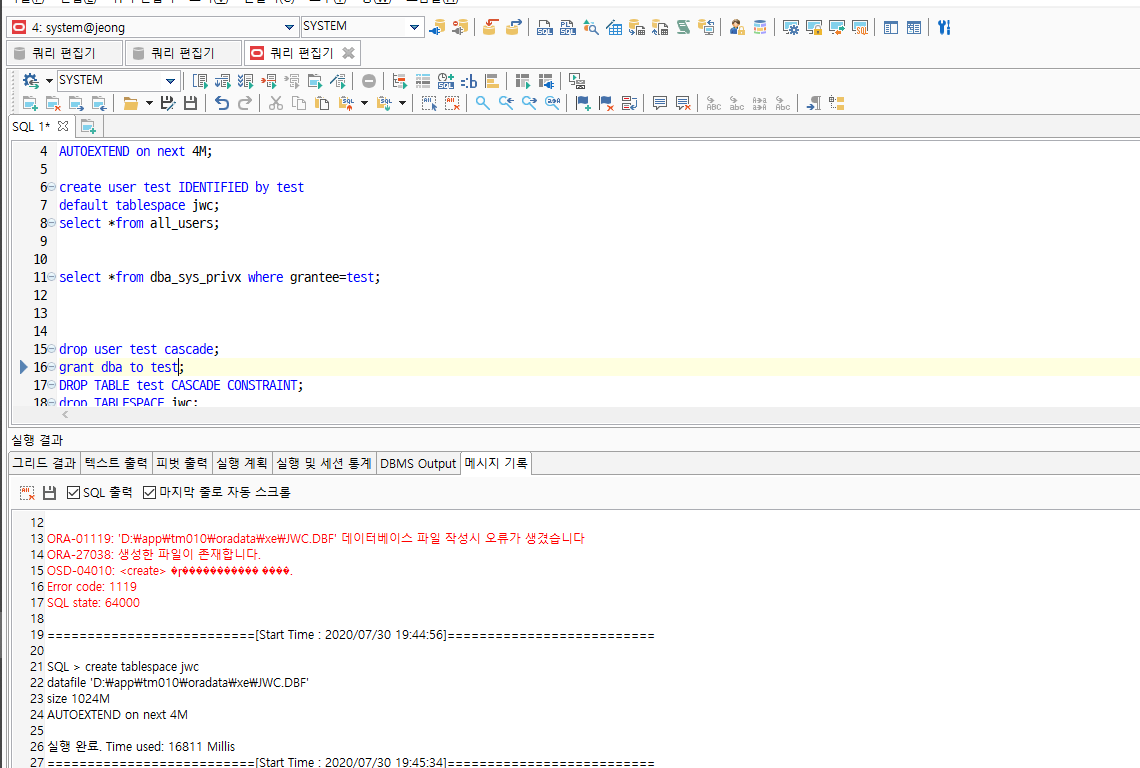 4: system@jeong
SYSTEM
쿼리 편집기
쿼리 편집기
쿼리 편집기
SYSTEM
SQL 1*
4 AUTOEXTEND on next 4M;
5
6 create user test IDENTIFIED by test
7 default tablespace jwc;
8 select *from all_users;
9
10
11 select *from dba_sys_privx where grantee=test;
12
13
14
15 drop user test cascade;
16 grant dba to test;
17 DROP TABLE test CASCADE CONSTRAINT;
18 drop TABLESPACE jwc;
실행 결과
그리드 결과 텍스트 출력 피벗 출력 실행 계획 실행 및 세션 통계 DBMS Output 메시지 기록
SQL 출력 마지막 줄로 자동 스크롤
12
13 ORA-01119: 'D:₩app₩tm010₩oradata₩xe₩JWC.DBF' 데이터베이스 파일 작성시 오류가 생겼습니다
14 ORA-27038: 생성한 파일이 존재합니다.
15 OSD-04010: <create>
16 Error code: 1119
17 SQL state: 64000
18
19 ==========================[Start Time : 2020/07/30 19:44:56]==========================
20
21 SQL > create tablespace jwc
22 datafile 'D:₩app₩tm010₩oradata₩xe₩JWC.DBF'
23 size 1024M
24 AUTOEXTEND on next 4M
25
26 실행 완료. Time used: 16811 Millis
27 ==========================[Start Time : 2020/07/30 19:45:34]==========================